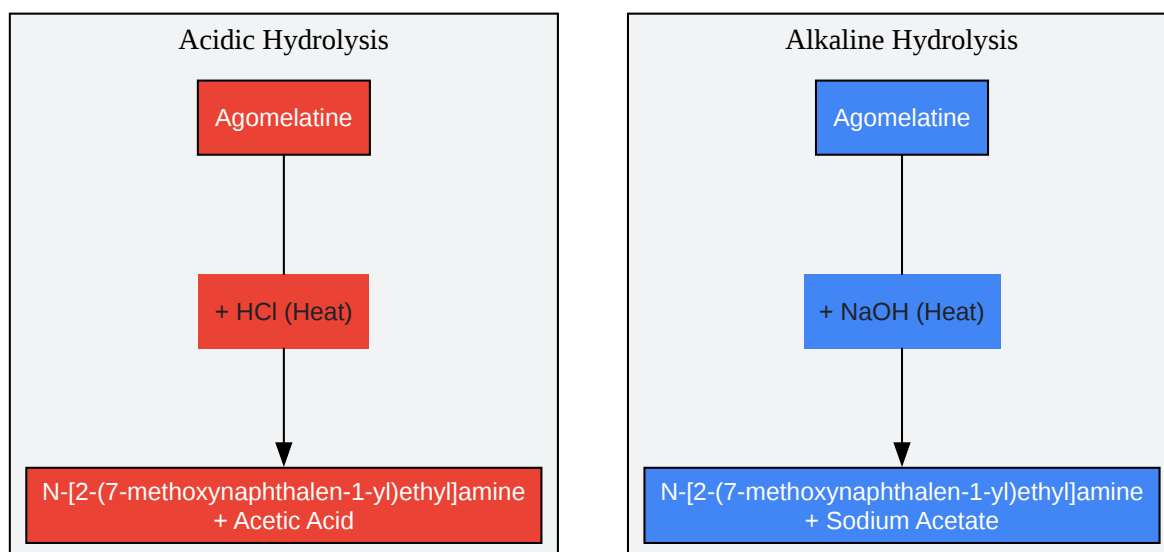 Acidic Hydrolysis
Agomelatine
+ HCl (Heat)
N-[2-(7-methoxynaphthalen-1-yl)ethyl]amine
+ Acetic Acid
Alkaline Hydrolysis
Agomelatine
+ NaOH (Heat)
N-[2-(7-methoxynaphthalen-1-yl)ethyl]amine
+ Sodium Acetate